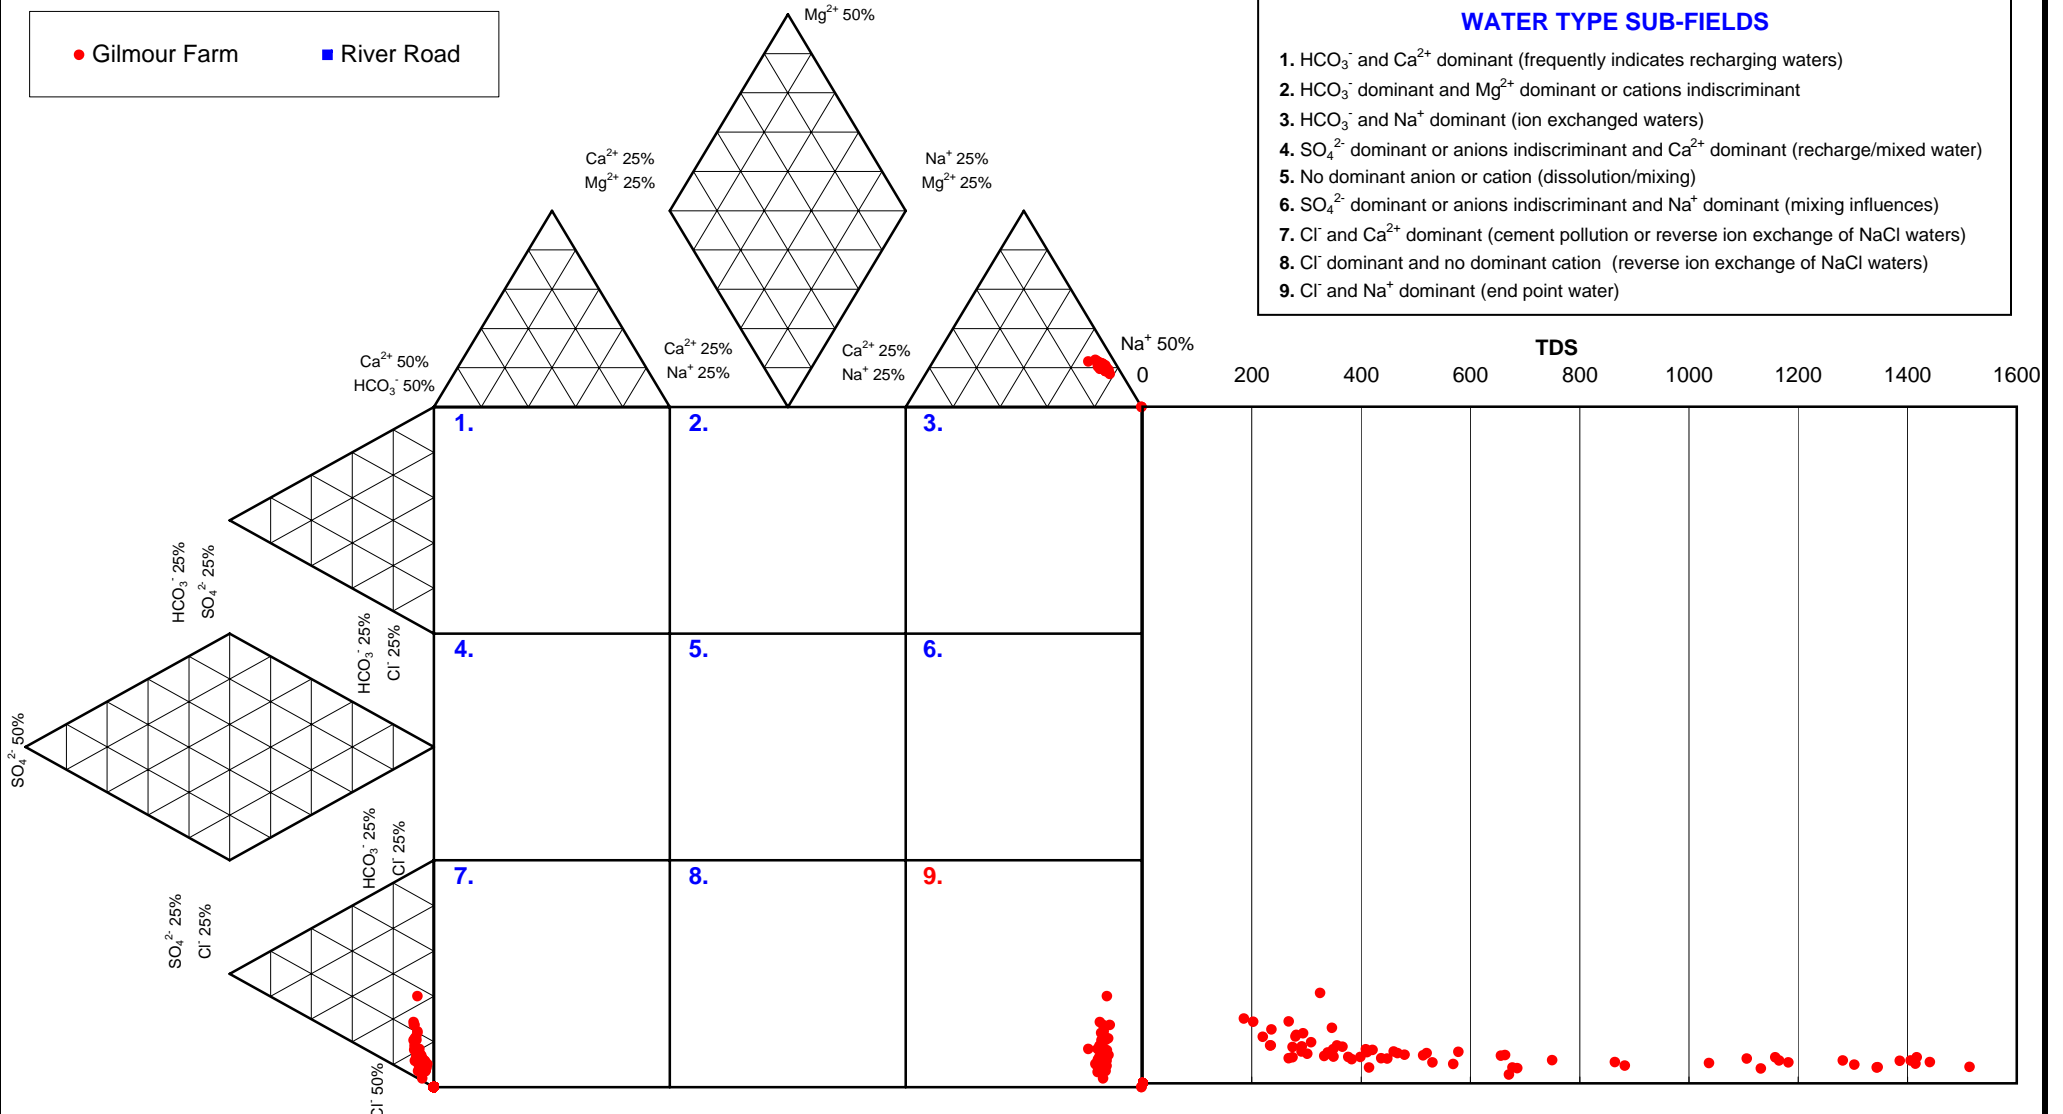 Gilmour Farm River Road
WATER TYPE SUB-FIELDS
1. HCO₃⁻ and Ca²⁺ dominant (frequently indicates recharging waters)
2. HCO₃⁻ dominant and Mg²⁺ dominant or cations indiscriminant
3. HCO₃⁻ and Na⁺ dominant (ion exchanged waters)
4. SO₄²⁻ dominant or anions indiscriminant and Ca²⁺ dominant (recharge/mixed water)
5. No dominant anion or cation (dissolution/mixing)
6. SO₄²⁻ dominant or anions indiscriminant and Na⁺ dominant (mixing influences)
7. Cl⁻ and Ca²⁺ dominant (cement pollution or reverse ion exchange of NaCl waters)
8. Cl⁻ dominant and no dominant cation (reverse ion exchange of NaCl waters)
9. Cl⁻ and Na⁺ dominant (end point water)
Mg²⁺ 50%
Ca²⁺ 25%
Mg²⁺ 25%
Na⁺ 25%
Mg²⁺ 25%
Ca²⁺ 50%
HCO₃⁻ 50%
Ca²⁺ 25%
Na⁺ 25%
Ca²⁺ 25%
Na⁺ 25%
Na⁺ 50%
TDS
0 200 400 600 800 1000 1200 1400 1600
1. 2. 3.
HCO₃⁻ 25%
SO₄²⁻ 25%
HCO₃⁻ 25%
Cl⁻ 25%
4. 5. 6.
SO₄²⁻ 50%
HCO₃⁻ 25%
Cl⁻ 25%
7. 8. 9.
SO₄²⁻ 25%
Cl⁻ 25%
Cl⁻ 50%